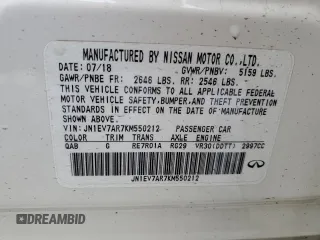 MANUFACTURED BY NISSAN MOTOR CO.,LTD.
DATE: 07/18 GVWR/PNBV: 5159 LBS.
GAWR/PNBE FR: 2646 LBS. RR: 2546 LBS.
THIS VEHICLE CONFORMS TO ALL APPLICABLE
FEDERAL MOTOR VEHICLE
SAFETY, BUMPER, AND THEFT PREVENTION
STANDARDS IN EFFECT ON THE DATE OF
MANUFACTURE SHOWN ABOVE.
VIN: JN1EV7AR7KM550212 PASSENGER CAR
COLOR TRIM TRANS AXLE ENGINE
QAB G RE7R01A RG29 VR30(DDTT) 2997CC
JN1EV7AR7KM550212
DEALERSHIP